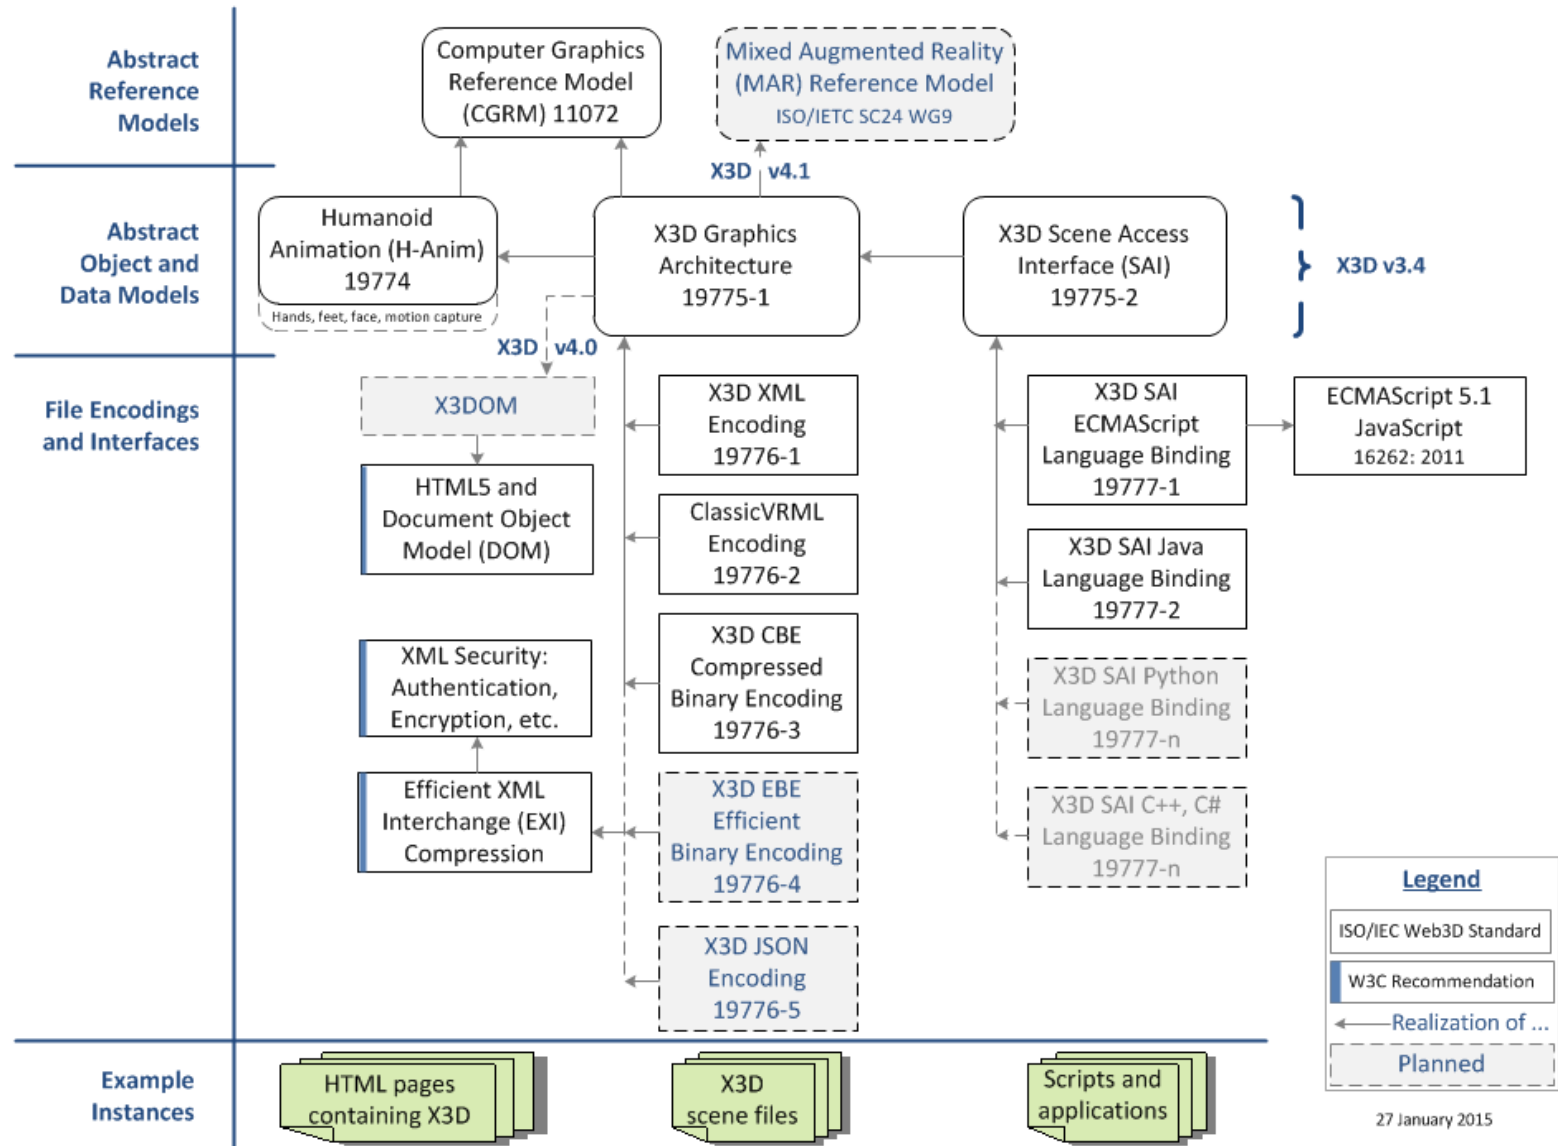 Abstract
Reference
Models
Computer Graphics
Reference Model
(CGRM) 11072
Mixed Augmented Reality
(MAR) Reference Model
ISO/IETC SC24 WG9
X3D v4.1
Abstract
Object and
Data Models
Humanoid
Animation (H-Anim)
19774
Hands, feet, face, motion capture
X3D Graphics
Architecture
19775-1
X3D Scene Access
Interface (SAI)
19775-2
X3D v3.4
X3D v4.0
File Encodings
and Interfaces
X3DOM
HTML5 and
Document Object
Model (DOM)
XML Security:
Authentication,
Encryption, etc.
Efficient XML
Interchange (EXI)
Compression
X3D XML
Encoding
19776-1
ClassicVRML
Encoding
19776-2
X3D CBE
Compressed
Binary Encoding
19776-3
X3D EBE
Efficient
Binary Encoding
19776-4
X3D JSON
Encoding
19776-5
X3D SAI
ECMAScript
Language Binding
19777-1
X3D SAI Java
Language Binding
19777-2
X3D SAI Python
Language Binding
19777-n
X3D SAI C++, C#
Language Binding
19777-n
ECMAScript 5.1
JavaScript
16262: 2011
Legend
ISO/IEC Web3D Standard
W3C Recommendation
Realization of ...
Planned
27 January 2015
Example
Instances
HTML pages
containing X3D
X3D
scene files
Scripts and
applications